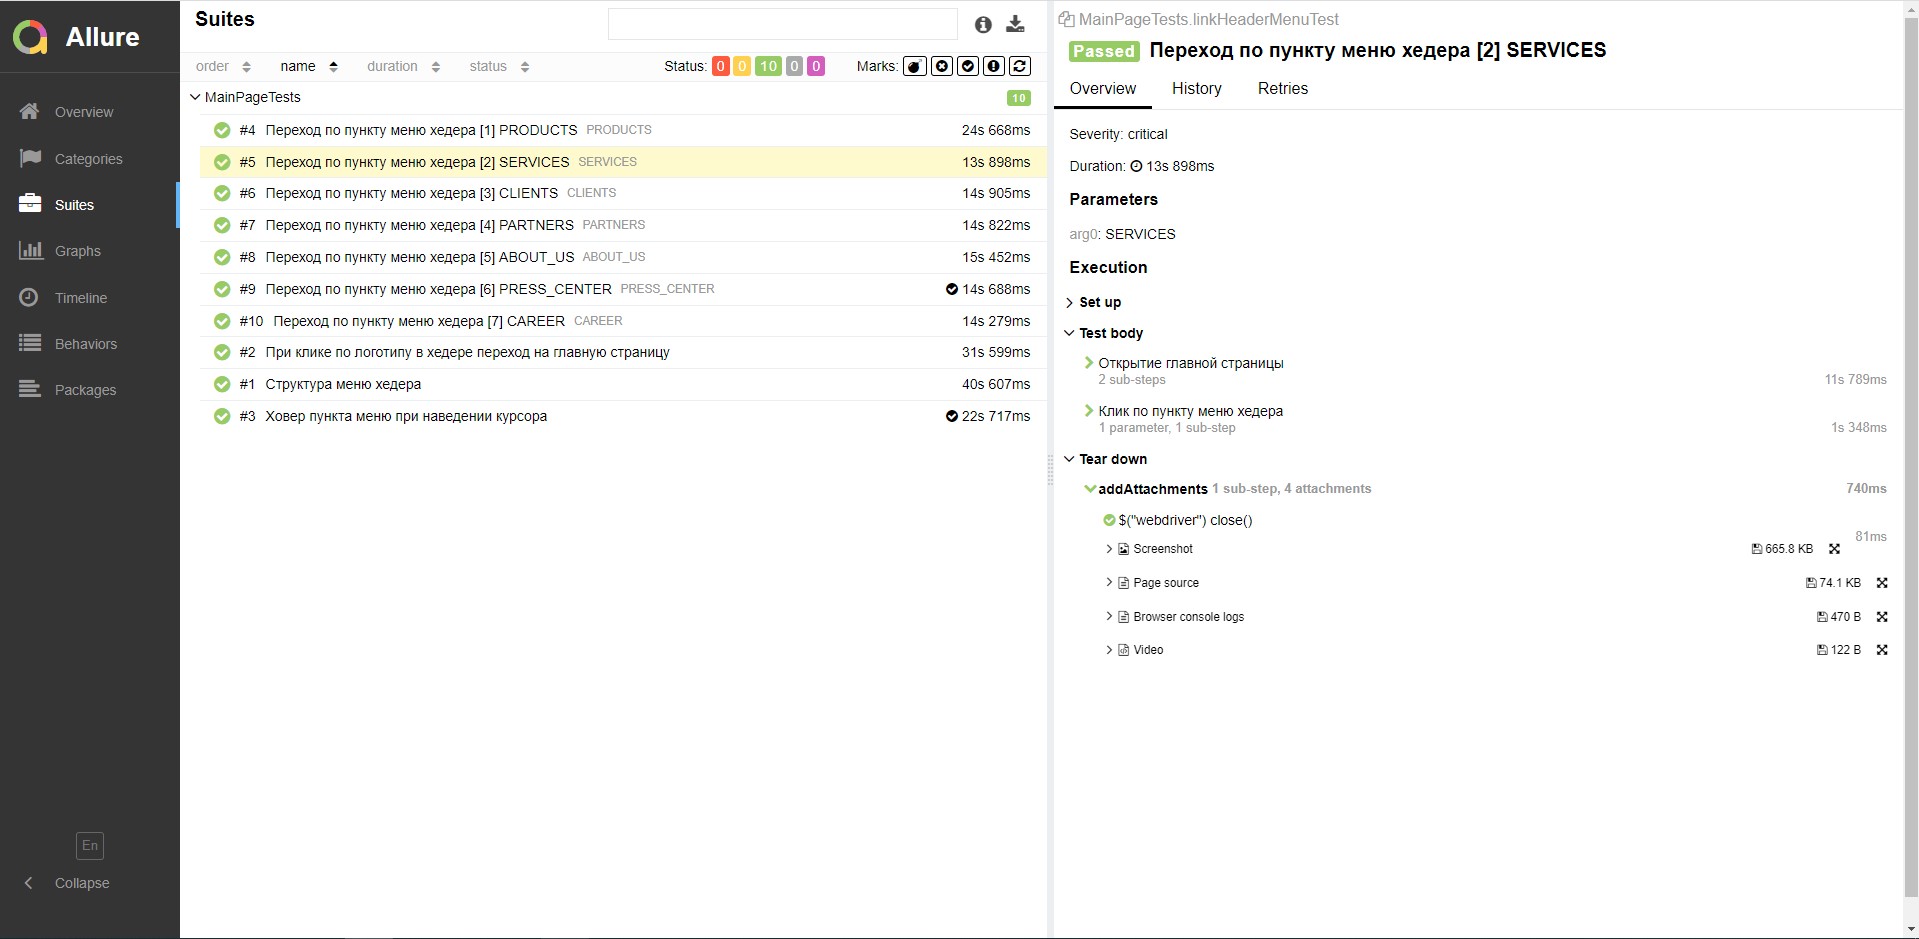 Allure
Overview
Categories
Suites
Graphs
Timeline
Behaviors
Packages
En
Collapse
Suites
order name duration status Status: 0 0 10 0 0 Marks:
MainPageTests 10
#4 Переход по пункту меню хедера [1] PRODUCTS PRODUCTS 24s 668ms
#5 Переход по пункту меню хедера [2] SERVICES SERVICES 13s 898ms
#6 Переход по пункту меню хедера [3] CLIENTS CLIENTS 14s 905ms
#7 Переход по пункту меню хедера [4] PARTNERS PARTNERS 14s 822ms
#8 Переход по пункту меню хедера [5] ABOUT_US ABOUT_US 15s 452ms
#9 Переход по пункту меню хедера [6] PRESS_CENTER PRESS_CENTER 14s 688ms
#10 Переход по пункту меню хедера [7] CAREER CAREER 14s 279ms
#2 При клике по логотипу в хедере переход на главную страницу 31s 599ms
#1 Структура меню хедера 40s 607ms
#3 Ховер пункта меню при наведении курсора 22s 717ms
MainPageTests.linkHeaderMenuTest
Passed Переход по пункту меню хедера [2] SERVICES
Overview History Retries
Severity: critical
Duration: 13s 898ms
Parameters
arg0: SERVICES
Execution
Set up
Test body
Открытие главной страницы
2 sub-steps 11s 789ms
Клик по пункту меню хедера
1 parameter, 1 sub-step 1s 348ms
Tear down
addAttachments 1 sub-step, 4 attachments 740ms
$("webdriver") close()
81ms
Screenshot 665.8 KB
Page source 74.1 KB
Browser console logs 470 B
Video 122 B